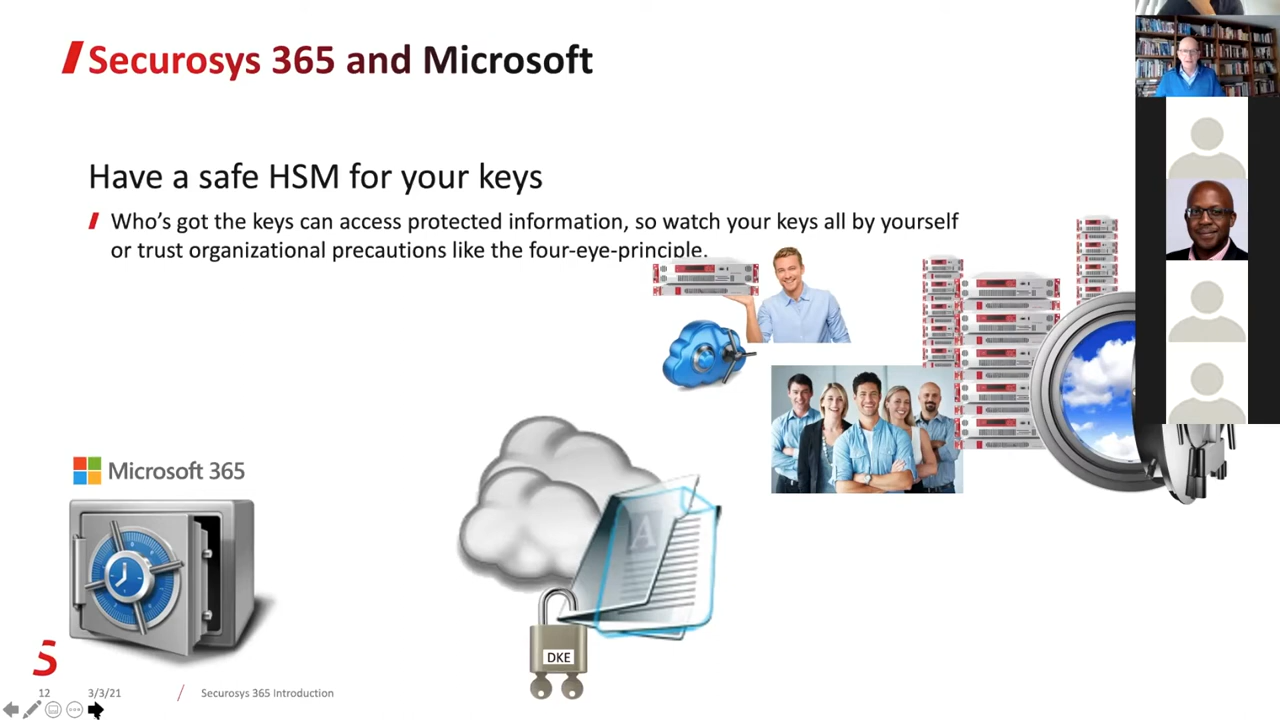 Securosys 365 and Microsoft
Have a safe HSM for your keys
Who's got the keys can access protected information, so watch your keys all by yourself
or trust organizational precautions like the four-eye-principle.
Microsoft 365
A
DKE
S
12 3/3/21 / Securosys 365 Introduction